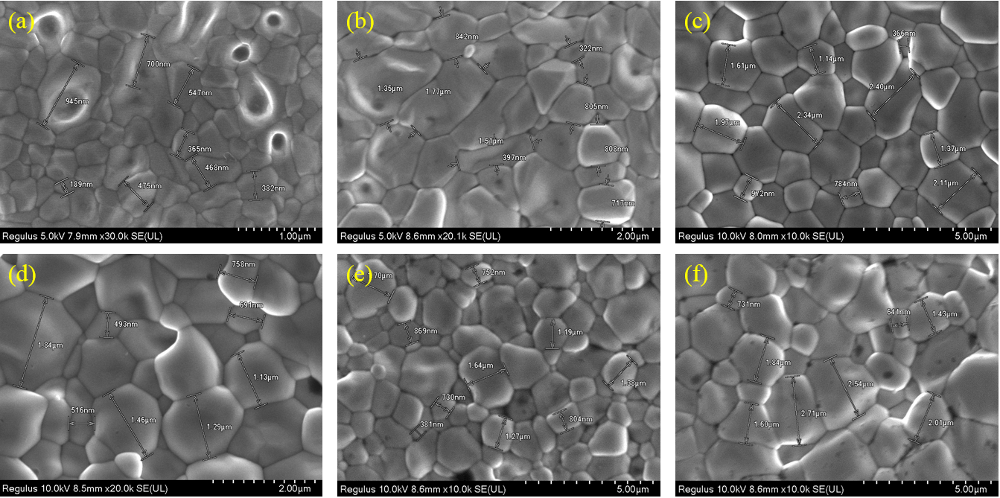 (a)
700nm
945nm
547nm
365nm
468nm
189nm
475nm
382nm
Regulus 5.0kV 7.9mm x30.0k SE(UL)
1.00µm
(b)
842nm
322nm
1.35µm
1.77µm
805nm
1.51µm
808nm
397nm
717nm
Regulus 5.0kV 8.6mm x20.1k SE(UL)
2.00µm
(c)
366nm
1.61µm
1.14µm
2.40µm
2.34µm
1.97µm
1.37µm
2.11µm
784nm
972nm
Regulus 10.0kV 8.0mm x10.0k SE(UL)
5.00µm
(d)
758nm
691nm
493nm
1.84µm
1.13µm
516nm
1.46µm
1.29µm
Regulus 10.0kV 8.5mm x20.0k SE(UL)
2.00µm
(e)
752nm
869nm
1.19µm
1.64µm
1.38µm
730nm
381nm
804nm
1.27µm
Regulus 10.0kV 8.6mm x10.0k SE(UL)
5.00µm
(f)
731nm
641nm
1.43µm
1.84µm
2.54µm
2.71µm
1.60µm
2.01µm
Regulus 10.0kV 8.6mm x10.0k SE(UL)
5.00µm